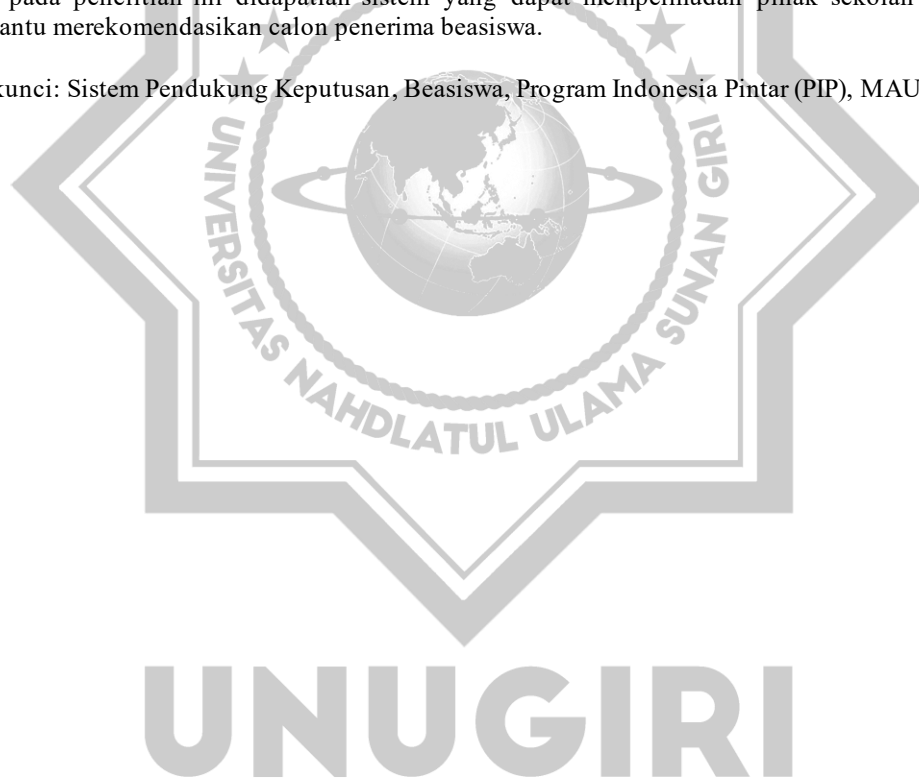 pada penelitian ini didapatian sistem yang dapat mempermudah pihak sekolah
antu merekomendasikan calon penerima beasiswa.
kunci: Sistem Pendukung Keputusan, Beasiswa, Program Indonesia Pintar (PIP), MAU
UNIVERSITAS NAHDLATUL ULAMA SUNAN GIRI
UNUGIRI